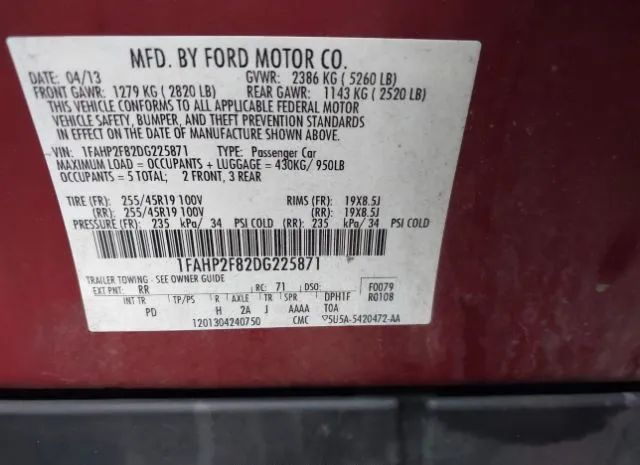 MFD. BY FORD MOTOR CO.
DATE: 04/13 GVWR: 2386 KG ( 5260 LB)
FRONT GAWR: 1279 KG ( 2820 LB) REAR GAWR: 1143 KG ( 2520 LB)
THIS VEHICLE CONFORMS TO ALL APPLICABLE FEDERAL MOTOR
VEHICLE SAFETY, BUMPER, AND THEFT PREVENTION STANDARDS
IN EFFECT ON THE DATE OF MANUFACTURE SHOWN ABOVE.
VIN: 1FAHP2F82DG225871 TYPE: Passenger Car
MAXIMUM LOAD = OCCUPANTS + LUGGAGE = 430KG/ 950LB
OCCUPANTS = 5 TOTAL; 2 FRONT, 3 REAR
TIRE (FR): 255/45R19 100V RIMS (FR): 19X8.5J
(RR): 255/45R19 100V (RR): 19X8.5J
PRESSURE (FR): 235 kPa/ 34 PSI COLD (RR): 235 kPa/ 34 PSI COLD
1FAHP2F82DG225871
TRAILER TOWING - SEE OWNER GUIDE
EXT PNT: RR RC: 71 DSO: F0079
INT TR TP/PS R AXLE TR SPR DPH1F R0108
PD H 2A J AAAA T0A
1201304240750 CMC ▽5U5A-5420472-AA